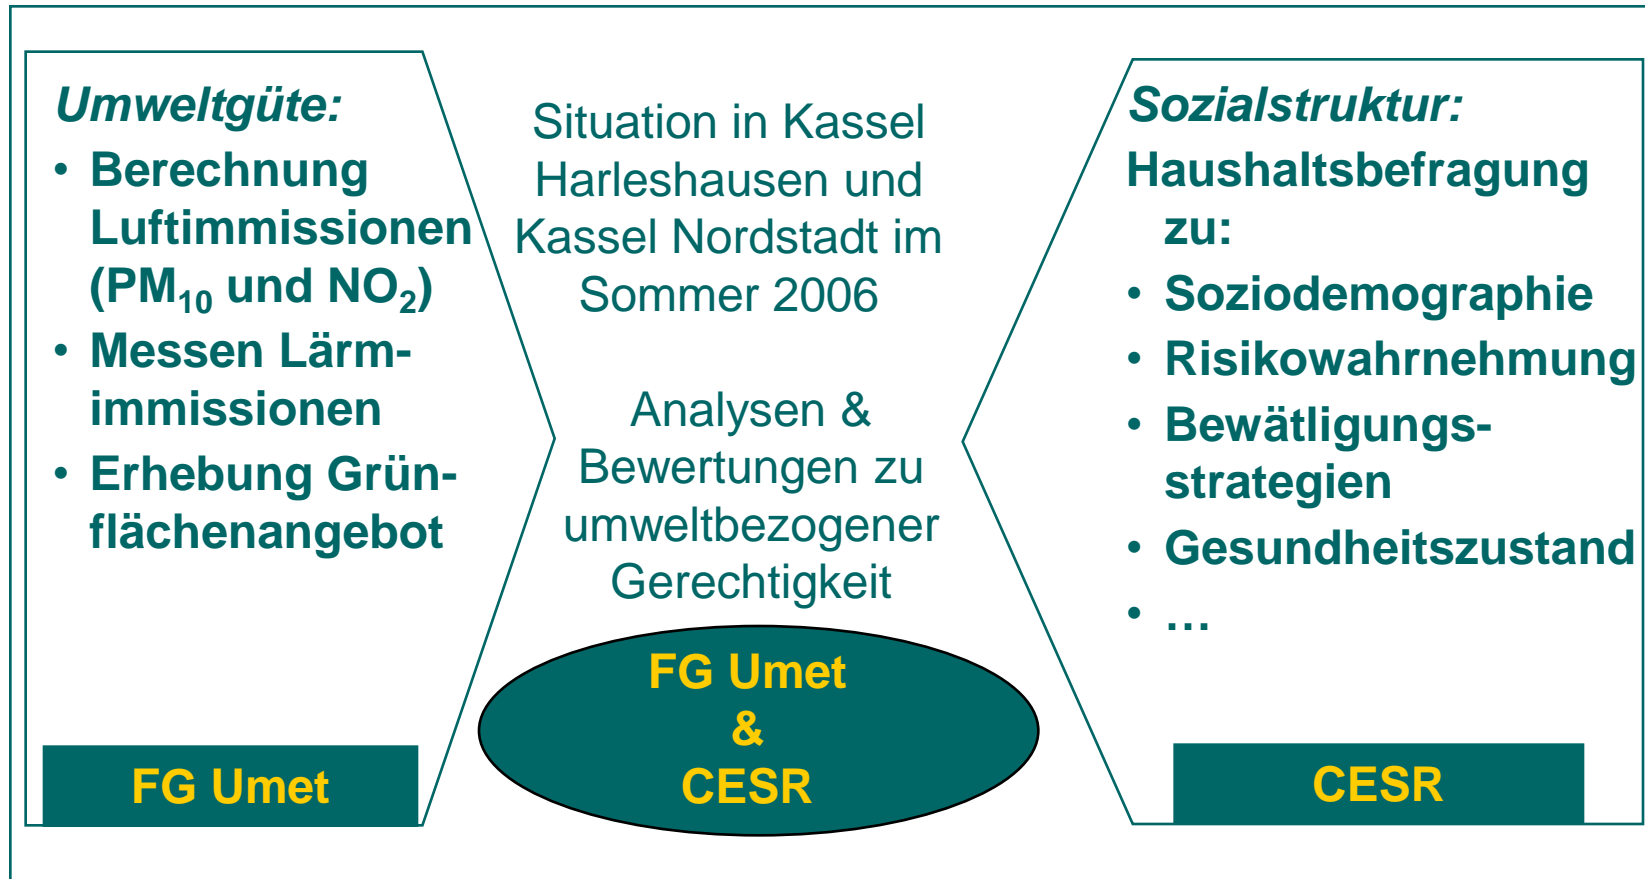 Umweltgüte:
• Berechnung
Luftimmissionen
(PM₁₀ und NO₂)
• Messen Lärm-
immissionen
• Erhebung Grün-
flächenangebot
FG Umet
Situation in Kassel
Harleshausen und
Kassel Nordstadt im
Sommer 2006
Analysen &
Bewertungen zu
umweltbezogener
Gerechtigkeit
FG Umet
&
CESR
Sozialstruktur:
Haushaltsbefragung
zu:
• Soziodemographie
• Risikowahrnehmung
• Bewätligungs-
strategien
• Gesundheitszustand
• …
CESR